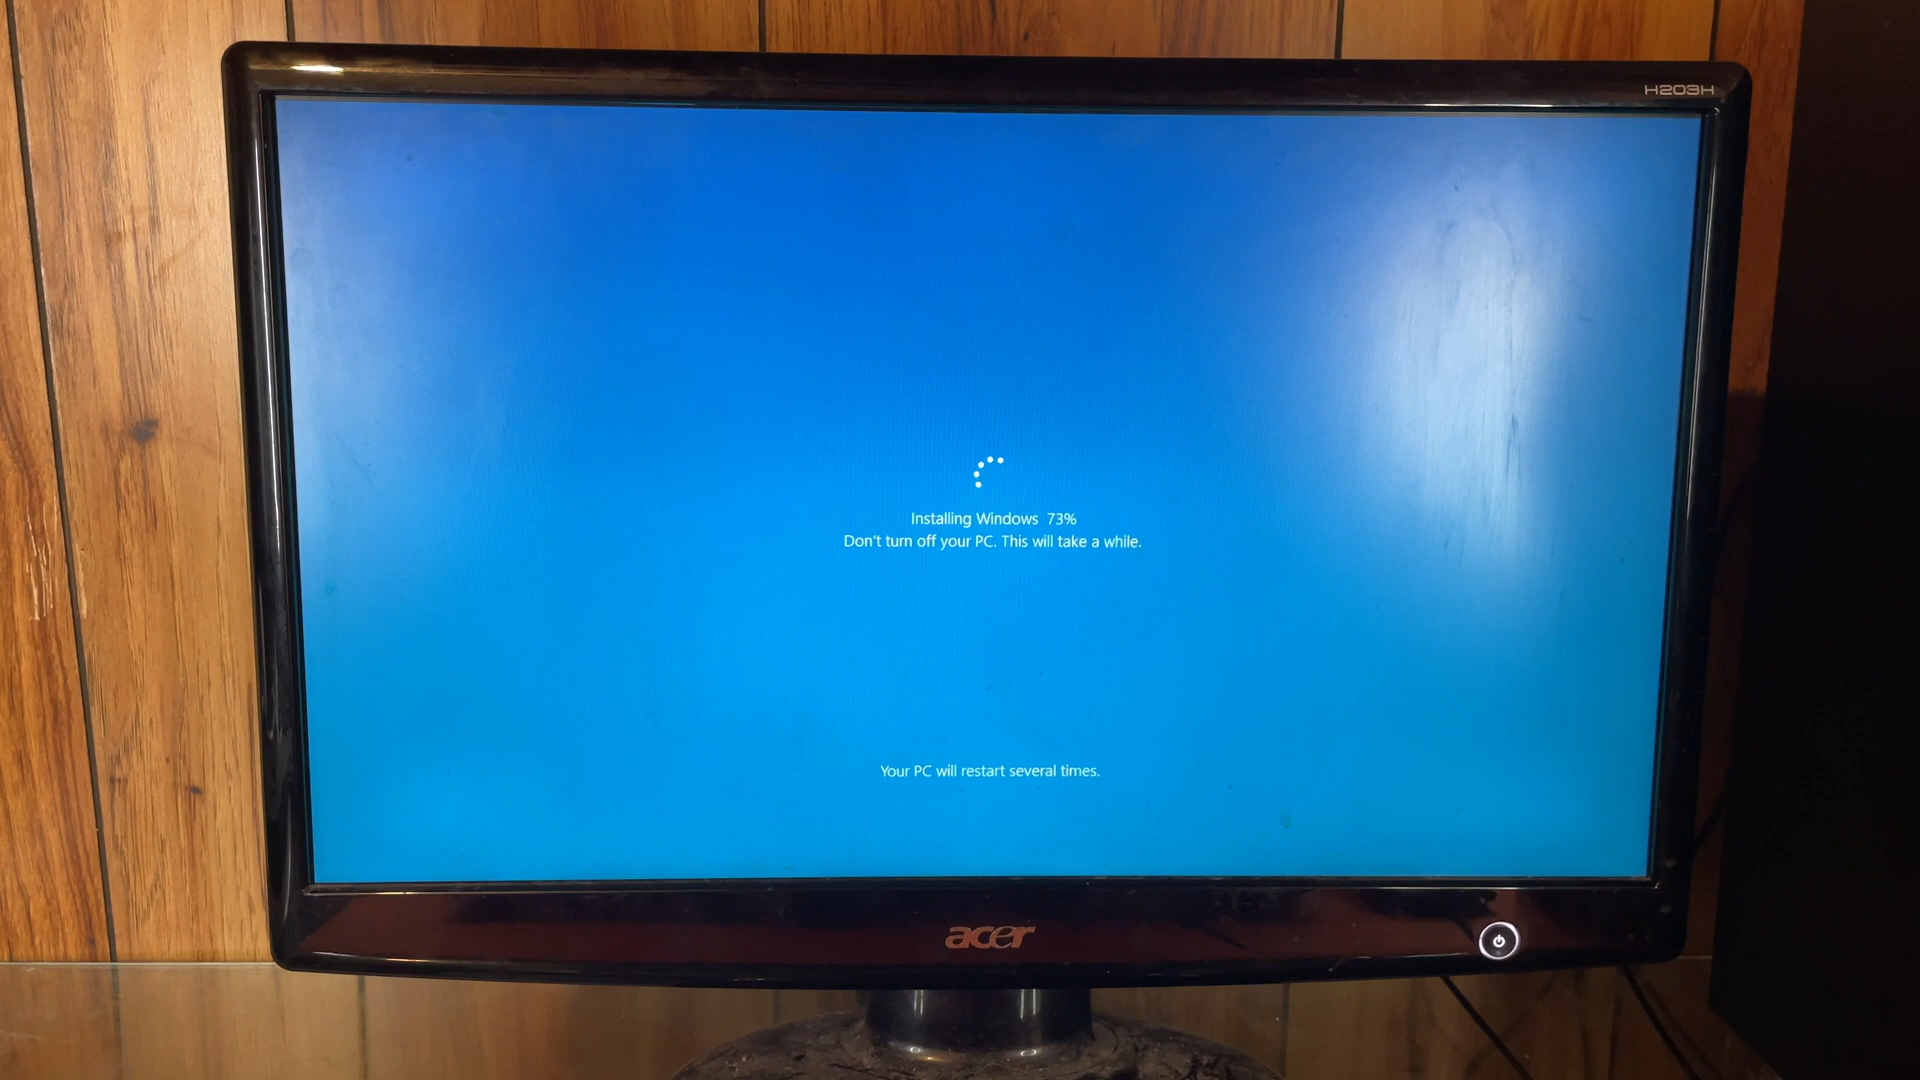 H203H
Installing Windows 73%
Don't turn off your PC. This will take a while.
Your PC will restart several times.
acer